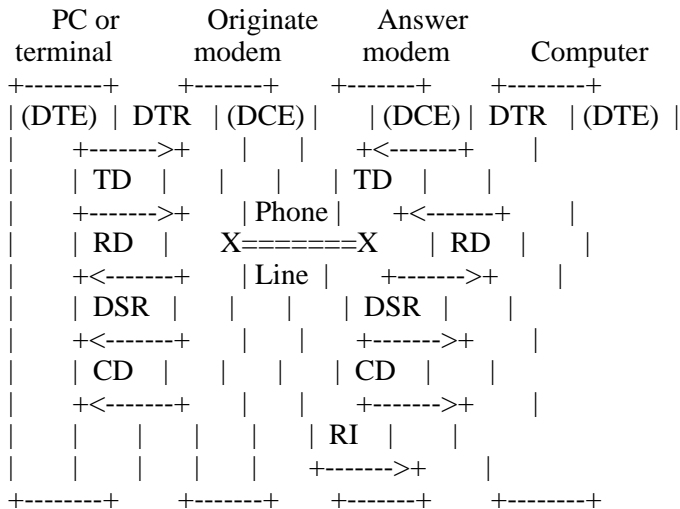 PC or Originate Answer
terminal modem modem Computer
+--------+ +-------+ +-------+ +--------+
| (DTE) | DTR | (DCE) | | (DCE) | DTR | (DTE) |
| +------->+ | | +<-------+ |
| | TD | | | | TD | |
| +------->+ | Phone | +<-------+ |
| | RD | X=======X | RD | |
| +<-------+ | Line | +------->+ |
| | DSR | | | | DSR | |
| +<-------+ | | +------->+ |
| | CD | | | | CD | |
| +<-------+ | | +------->+ |
| | | | | | RI | |
| | | | | +------->+ |
+--------+ +-------+ +-------+ +--------+